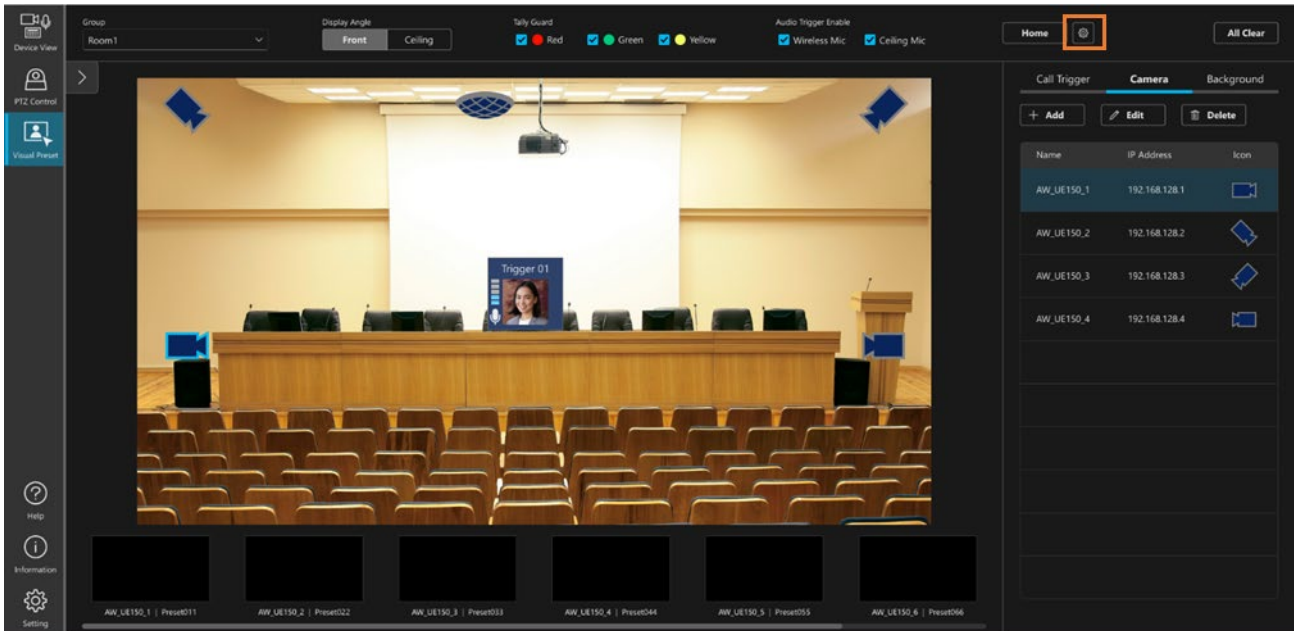 Device View
PTZ Control
Visual Preset
Help
Information
Setting
Group
Room1
Display Angle
Front Ceiling
Tally Guard
Red Green Yellow
Audio Trigger Enable
Wireless Mic Ceiling Mic
Home
All Clear
Trigger 01
AW_UE150_1 | Preset011
AW_UE150_2 | Preset022
AW_UE150_3 | Preset033
AW_UE150_4 | Preset044
AW_UE150_5 | Preset055
AW_UE150_6 | Preset066
Call Trigger Camera Background
+ Add Edit Delete
Name IP Address Icon
AW_UE150_1 192.168.128.1
AW_UE150_2 192.168.128.2
AW_UE150_3 192.168.128.3
AW_UE150_4 192.168.128.4